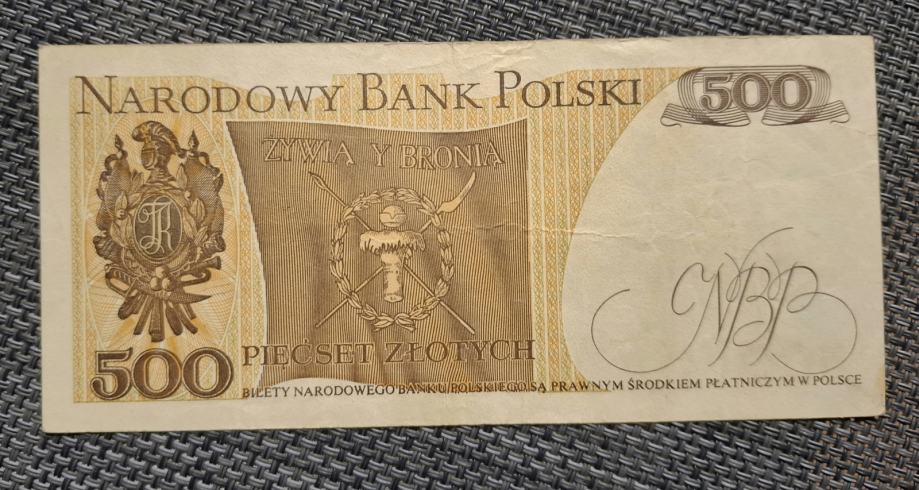 NARODOWY BANK POLSKI
500
ŻYWIĄ Y BRONIĄ
TK
NBP
500
PIĘĆSET ZŁOTYCH
BILETY NARODOWEGO BANKU POLSKIEGO SĄ PRAWNYM ŚRODKIEM PŁATNICZYM W POLSCE